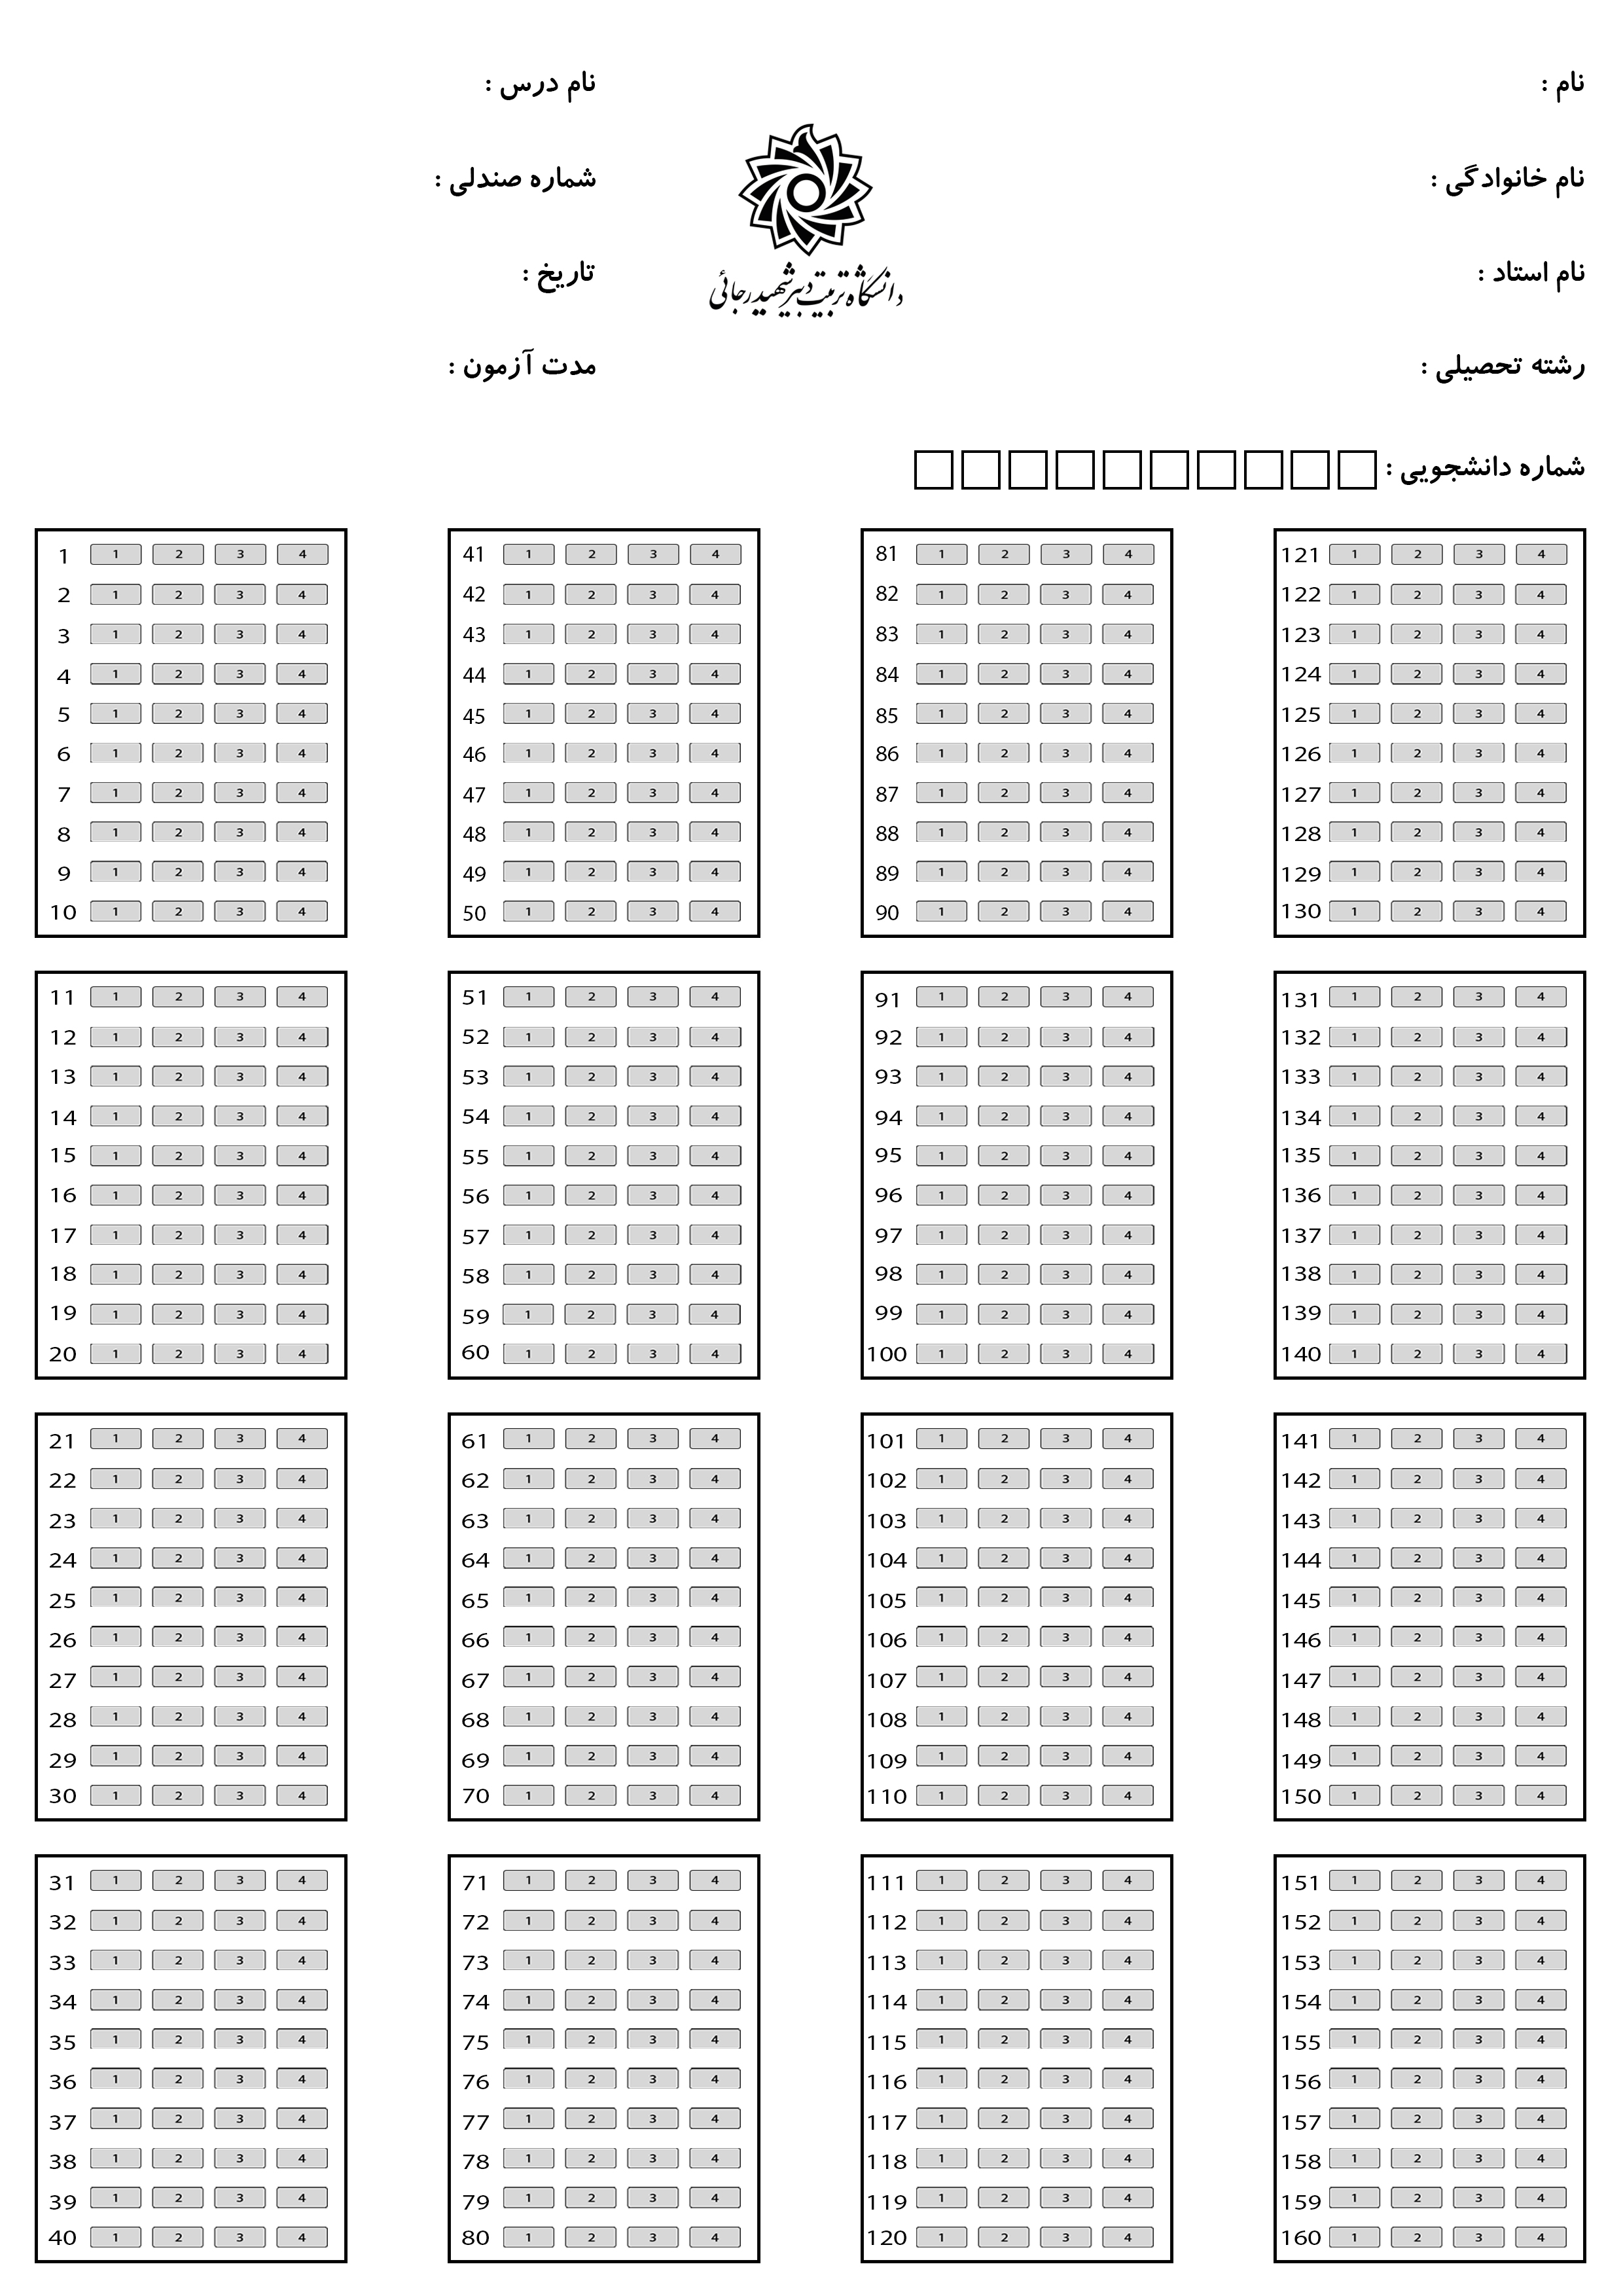 نام :
نام درس :
نام خانوادگی :
شماره صندلی :
نام استاد :
تاریخ :
دانشگاه تربیت دبیر شهید رجائی
رشته تحصیلی :
مدت آزمون :
شماره دانشجویی :
1 1 2 3 4 41 1 2 3 4 81 1 2 3 4 121 1 2 3 4
2 1 2 3 4 42 1 2 3 4 82 1 2 3 4 122 1 2 3 4
3 1 2 3 4 43 1 2 3 4 83 1 2 3 4 123 1 2 3 4
4 1 2 3 4 44 1 2 3 4 84 1 2 3 4 124 1 2 3 4
5 1 2 3 4 45 1 2 3 4 85 1 2 3 4 125 1 2 3 4
6 1 2 3 4 46 1 2 3 4 86 1 2 3 4 126 1 2 3 4
7 1 2 3 4 47 1 2 3 4 87 1 2 3 4 127 1 2 3 4
8 1 2 3 4 48 1 2 3 4 88 1 2 3 4 128 1 2 3 4
9 1 2 3 4 49 1 2 3 4 89 1 2 3 4 129 1 2 3 4
10 1 2 3 4 50 1 2 3 4 90 1 2 3 4 130 1 2 3 4
11 1 2 3 4 51 1 2 3 4 91 1 2 3 4 131 1 2 3 4
12 1 2 3 4 52 1 2 3 4 92 1 2 3 4 132 1 2 3 4
13 1 2 3 4 53 1 2 3 4 93 1 2 3 4 133 1 2 3 4
14 1 2 3 4 54 1 2 3 4 94 1 2 3 4 134 1 2 3 4
15 1 2 3 4 55 1 2 3 4 95 1 2 3 4 135 1 2 3 4
16 1 2 3 4 56 1 2 3 4 96 1 2 3 4 136 1 2 3 4
17 1 2 3 4 57 1 2 3 4 97 1 2 3 4 137 1 2 3 4
18 1 2 3 4 58 1 2 3 4 98 1 2 3 4 138 1 2 3 4
19 1 2 3 4 59 1 2 3 4 99 1 2 3 4 139 1 2 3 4
20 1 2 3 4 60 1 2 3 4 100 1 2 3 4 140 1 2 3 4
21 1 2 3 4 61 1 2 3 4 101 1 2 3 4 141 1 2 3 4
22 1 2 3 4 62 1 2 3 4 102 1 2 3 4 142 1 2 3 4
23 1 2 3 4 63 1 2 3 4 103 1 2 3 4 143 1 2 3 4
24 1 2 3 4 64 1 2 3 4 104 1 2 3 4 144 1 2 3 4
25 1 2 3 4 65 1 2 3 4 105 1 2 3 4 145 1 2 3 4
26 1 2 3 4 66 1 2 3 4 106 1 2 3 4 146 1 2 3 4
27 1 2 3 4 67 1 2 3 4 107 1 2 3 4 147 1 2 3 4
28 1 2 3 4 68 1 2 3 4 108 1 2 3 4 148 1 2 3 4
29 1 2 3 4 69 1 2 3 4 109 1 2 3 4 149 1 2 3 4
30 1 2 3 4 70 1 2 3 4 110 1 2 3 4 150 1 2 3 4
31 1 2 3 4 71 1 2 3 4 111 1 2 3 4 151 1 2 3 4
32 1 2 3 4 72 1 2 3 4 112 1 2 3 4 152 1 2 3 4
33 1 2 3 4 73 1 2 3 4 113 1 2 3 4 153 1 2 3 4
34 1 2 3 4 74 1 2 3 4 114 1 2 3 4 154 1 2 3 4
35 1 2 3 4 75 1 2 3 4 115 1 2 3 4 155 1 2 3 4
36 1 2 3 4 76 1 2 3 4 116 1 2 3 4 156 1 2 3 4
37 1 2 3 4 77 1 2 3 4 117 1 2 3 4 157 1 2 3 4
38 1 2 3 4 78 1 2 3 4 118 1 2 3 4 158 1 2 3 4
39 1 2 3 4 79 1 2 3 4 119 1 2 3 4 159 1 2 3 4
40 1 2 3 4 80 1 2 3 4 120 1 2 3 4 160 1 2 3 4